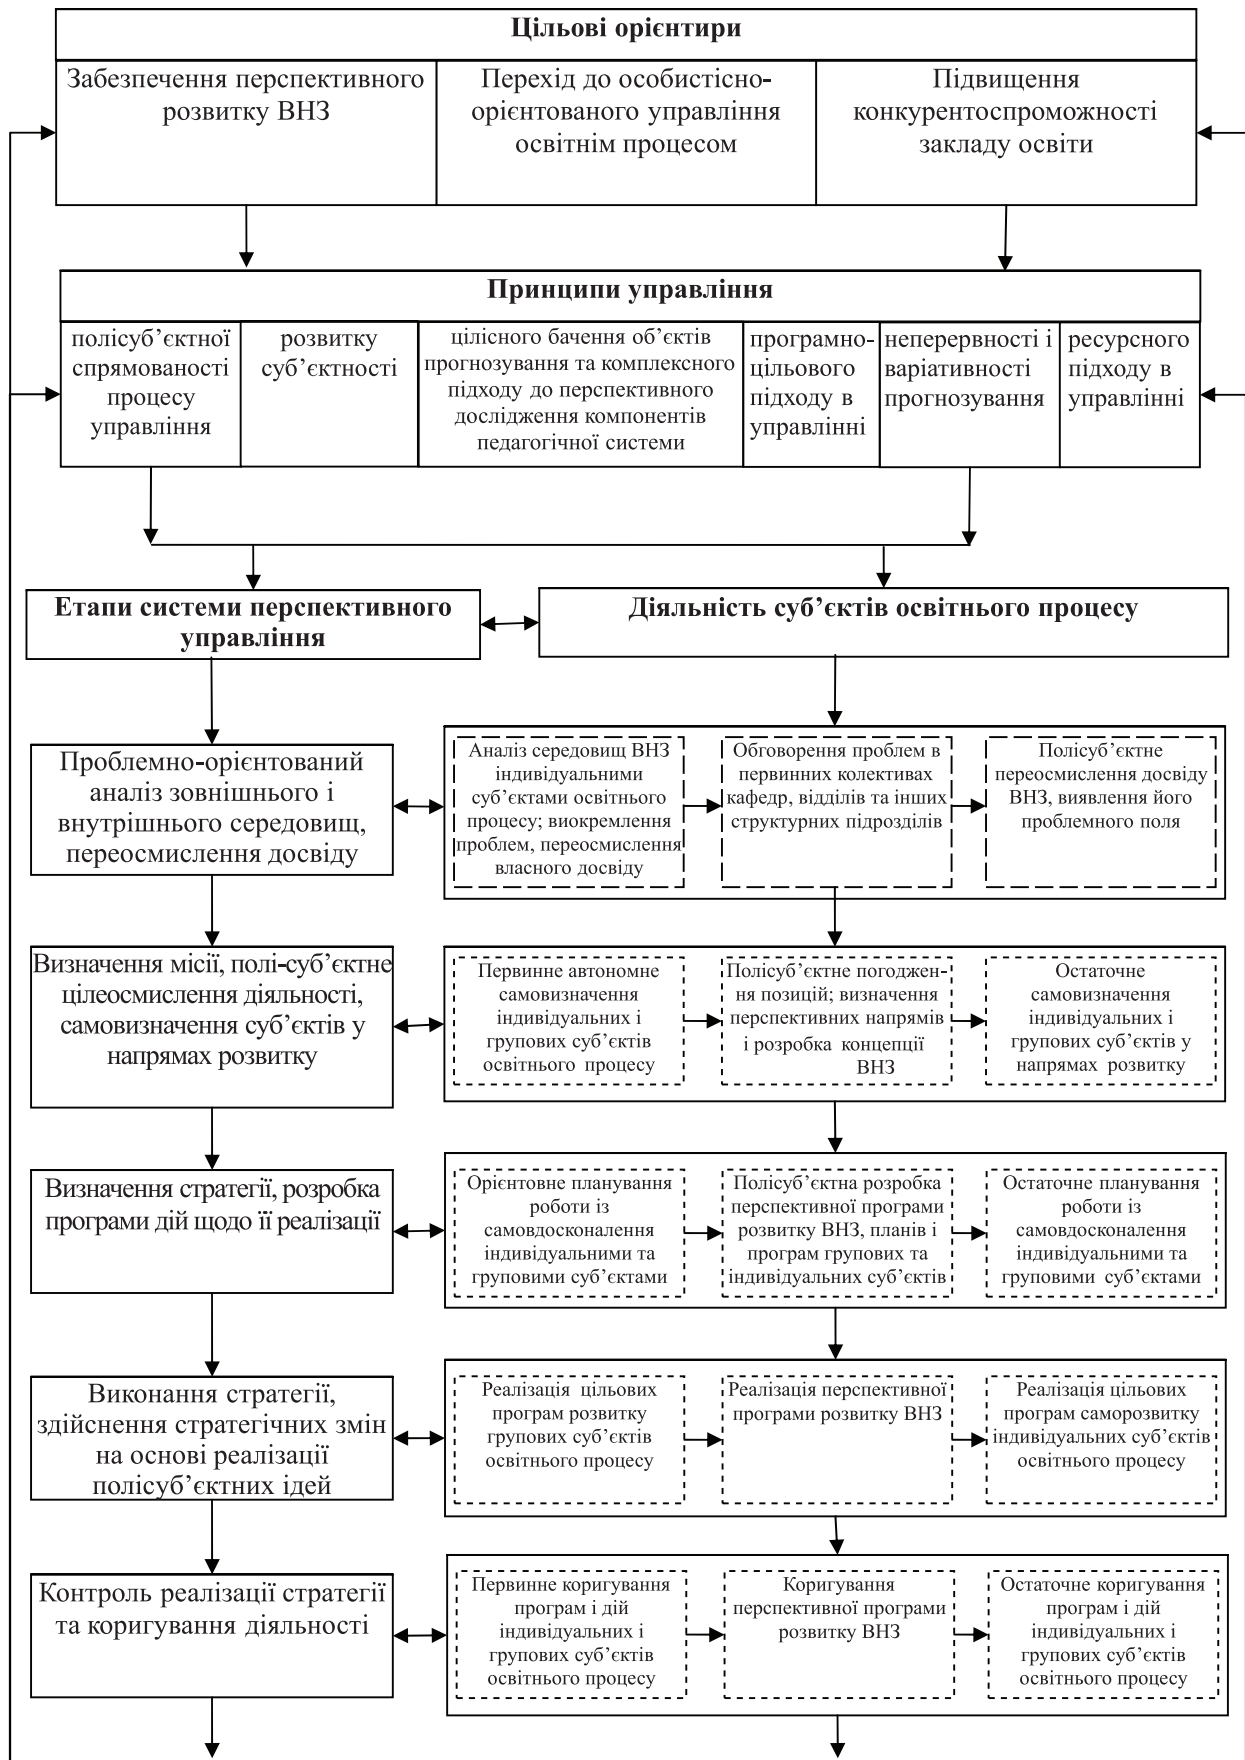 Цільові орієнтири
Забезпечення перспективного
розвитку ВНЗ
Перехід до особистісно-
орієнтованого управління
освітнім процесом
Підвищення
конкурентоспроможності
закладу освіти
Принципи управління
полісуб’єктної
спрямованості
процесу
управління
розвитку
суб’єктності
цілісного бачення об’єктів
прогнозування та комплексного
підходу до перспективного
дослідження компонентів
педагогічної системи
програмно-
цільового
підходу в
управлінні
неперервності і
варіативності
прогнозування
ресурсного
підходу в
управлінні
Етапи системи перспективного
управління
Діяльність суб’єктів освітнього процесу
Проблемно-орієнтований
аналіз зовнішнього і
внутрішнього середовищ,
переосмислення досвіду
Аналіз середовищ ВНЗ
індивідуальними
суб’єктами освітнього
процесу; виокремлення
проблем, переосмислення
власного досвіду
Обговорення проблем в
первинних колективах
кафедр, відділів та інших
структурних підрозділів
Полісуб’єктне
переосмислення досвіду
ВНЗ, виявлення його
проблемного поля
Визначення місії, полі-суб’єктне
цілеосмислення діяльності,
самовизначення суб’єктів у
напрямах розвитку
Первинне автономне
самовизначення
індивідуальних і
групових суб’єктів
освітнього процесу
Полісуб’єктне погоджен-
ня позицій; визначення
перспективних напрямів
і розробка концепції
ВНЗ
Остаточне
самовизначення
індивідуальних і
групових суб’єктів у
напрямах розвитку
Визначення стратегії, розробка
програми дій щодо її реалізації
Орієнтовне планування
роботи із
самовдосконалення
індивідуальними та
груповими суб’єктами
Полісуб’єктна розробка
перспективної програми
розвитку ВНЗ, планів і
програм групових та
індивідуальних суб’єктів
Остаточне планування
роботи із
самовдосконалення
індивідуальними та
груповими суб’єктами
Виконання стратегії,
здійснення стратегічних змін
на основі реалізації
полісуб’єктних ідей
Реалізація цільових
програм розвитку
групових суб’єктів
освітнього процесу
Реалізація перспективної
програми розвитку ВНЗ
Реалізація цільових
програм саморозвитку
індивідуальних суб’єктів
освітнього процесу
Контроль реалізації стратегії
та коригування діяльності
Первинне коригування
програм і дій
індивідуальних і
групових суб’єктів
освітнього процесу
Коригування
перспективної програми
розвитку ВНЗ
Остаточне коригування
програм і дій
індивідуальних і
групових суб’єктів
освітнього процесу